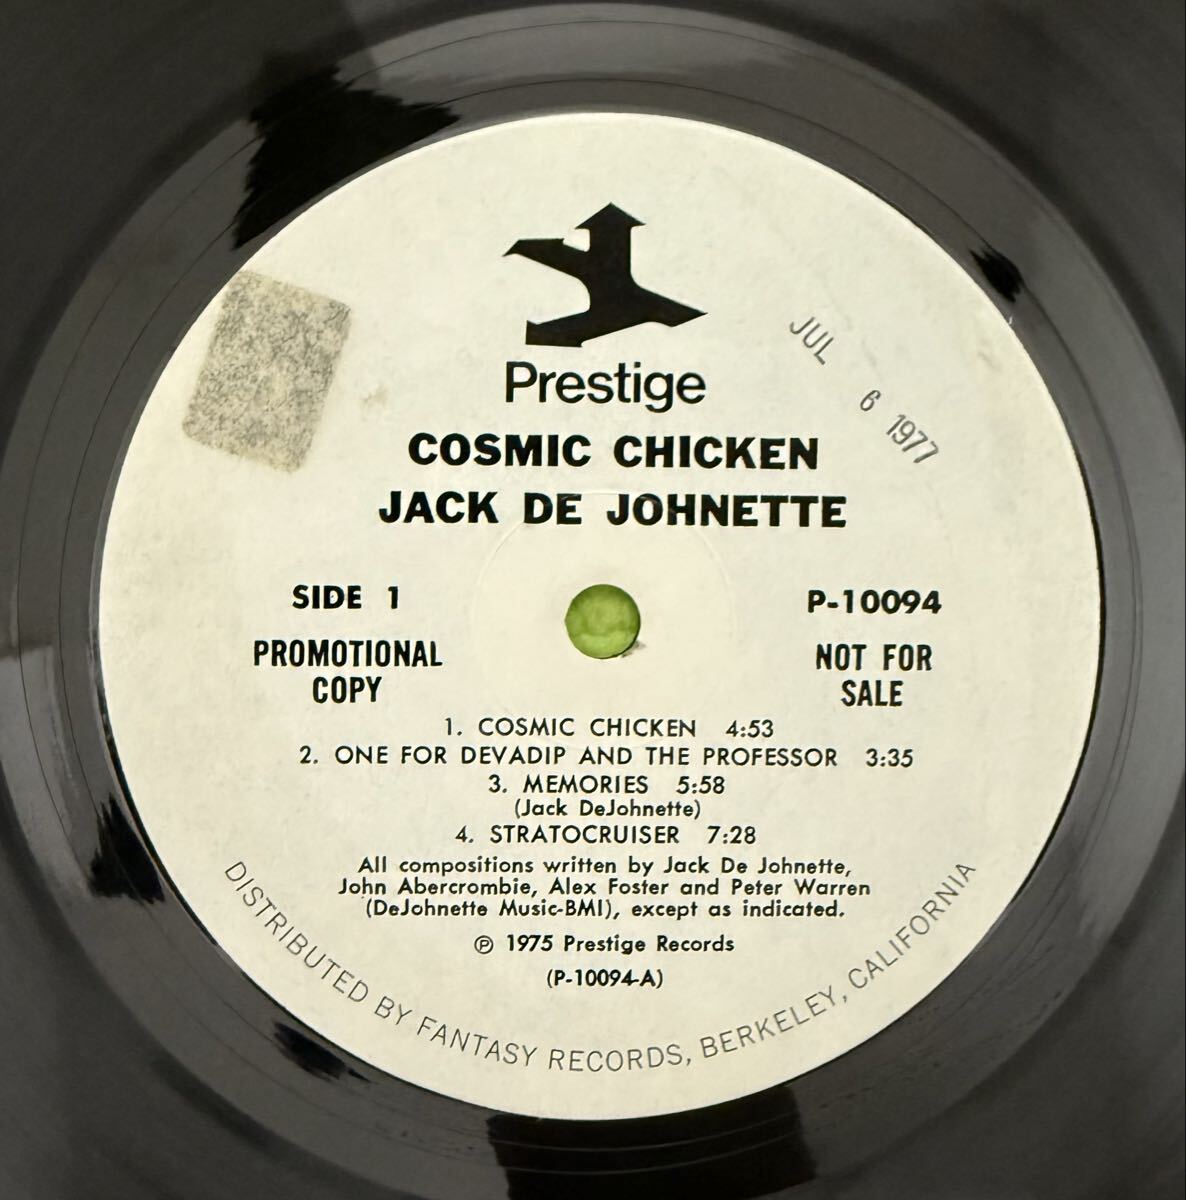 Prestige
JUL 6 1977
COSMIC CHICKEN
JACK DE JOHNETTE
SIDE 1
P-10094
PROMOTIONAL
COPY
NOT FOR
SALE
1. COSMIC CHICKEN 4:53
2. ONE FOR DEVADIP AND THE PROFESSOR 3:35
3. MEMORIES 5:58
(Jack DeJohnette)
4. STRATOCRUISER 7:28
All compositions written by Jack De Johnette,
John Abercrombie, Alex Foster and Peter Warren
(DeJohnette Music-BMI), except as indicated.
℗ 1975 Prestige Records
(P-10094-A)
DISTRIBUTED BY FANTASY RECORDS, BERKELEY, CALIFORNIA